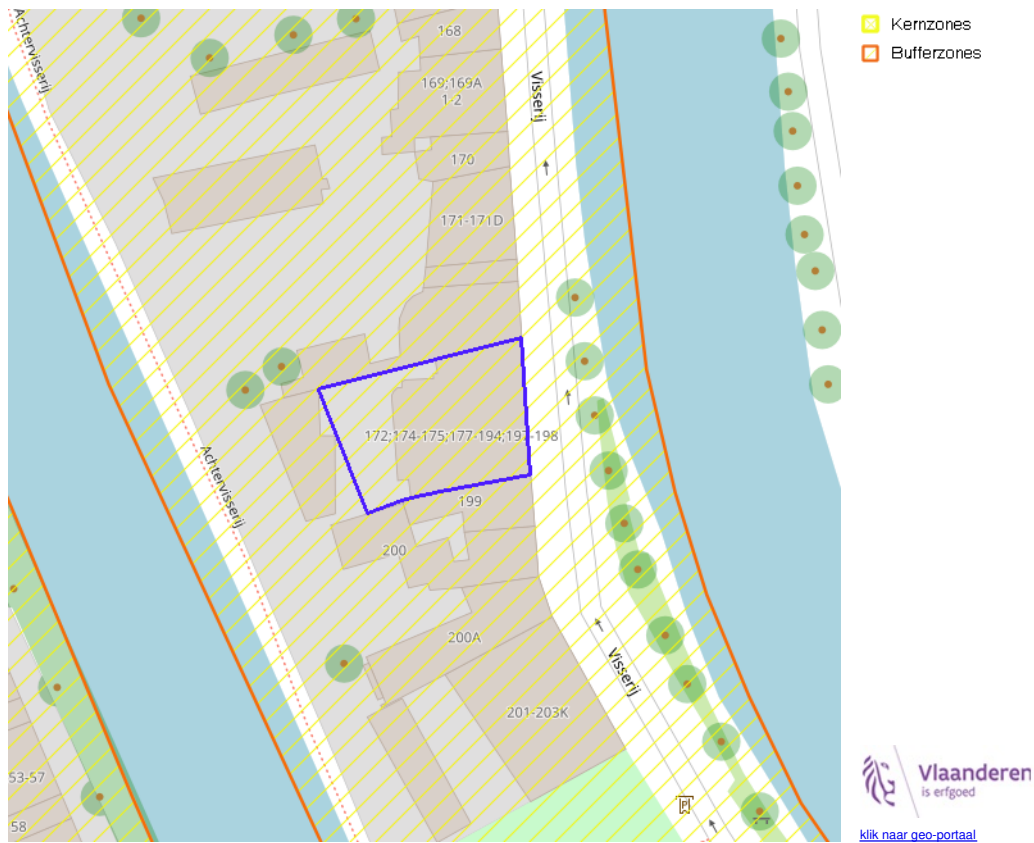 Achtervisserij
168
169;169A
1-2
170
171-171D
Visserij
172;174-175;177-194;197-198
199
200
Achtervisserij
200A
Visserij
201-203K
53-57
58
P
Kernzones
Bufferzones
Vlaanderen
is erfgoed
klik naar geo-portaal